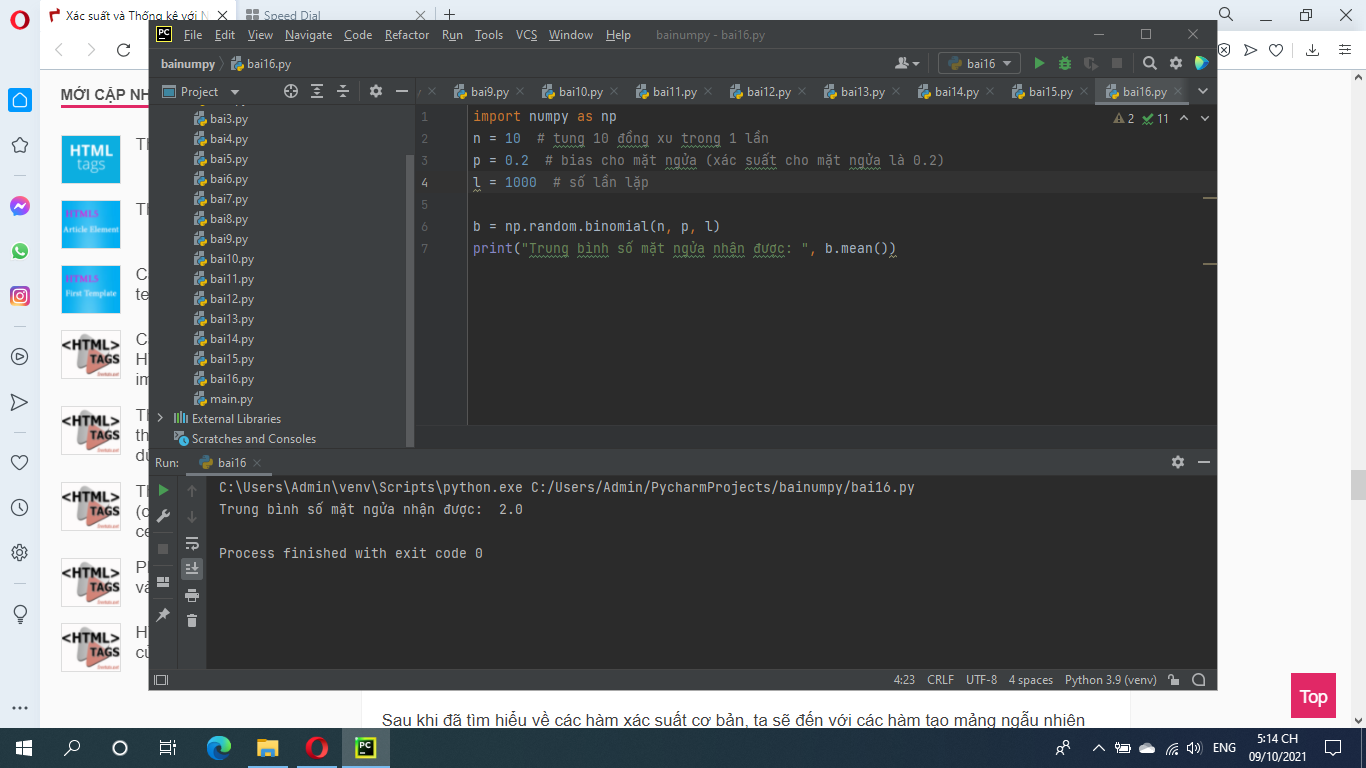 Xác suất và Thống kê với N
Speed Dial
File Edit View Navigate Code Refactor Run Tools VCS Window Help bainumpy - bai16.py
bainumpy bai16.py bai16
MỚI CẬP NH
Project bai9.py bai10.py bai11.py bai12.py bai13.py bai14.py bai15.py bai16.py
bai3.py
bai4.py
bai5.py
bai6.py
bai7.py
bai8.py
bai9.py
bai10.py
bai11.py
bai12.py
bai13.py
bai14.py
bai15.py
bai16.py
main.py
External Libraries
Scratches and Consoles
2 11
1 import numpy as np
2 n = 10 # tung 10 đồng xu trong 1 lần
3 p = 0.2 # bias cho mặt ngửa (xác suất cho mặt ngửa là 0.2)
4 l = 1000 # số lần lặp
5
6 b = np.random.binomial(n, p, l)
7 print("Trung bình số mặt ngửa nhận được: ", b.mean())
Run: bai16
C:\Users\Admin\venv\Scripts\python.exe C:/Users/Admin/PycharmProjects/bainumpy/bai16.py
Trung bình số mặt ngửa nhận được: 2.0
Process finished with exit code 0
4:23 CRLF UTF-8 4 spaces Python 3.9 (venv)
HTML
tags
HTML5
Article Element
HTML5
First Template
<HTML>
TAGS
<HTML>
TAGS
<HTML>
TAGS
<HTML>
TAGS
<HTML>
TAGS
Top
Sau khi đã tìm hiểu về các hàm xác suất cơ bản, ta sẽ đến với các hàm tạo mảng ngẫu nhiên
ENG
5:14 CH
09/10/2021